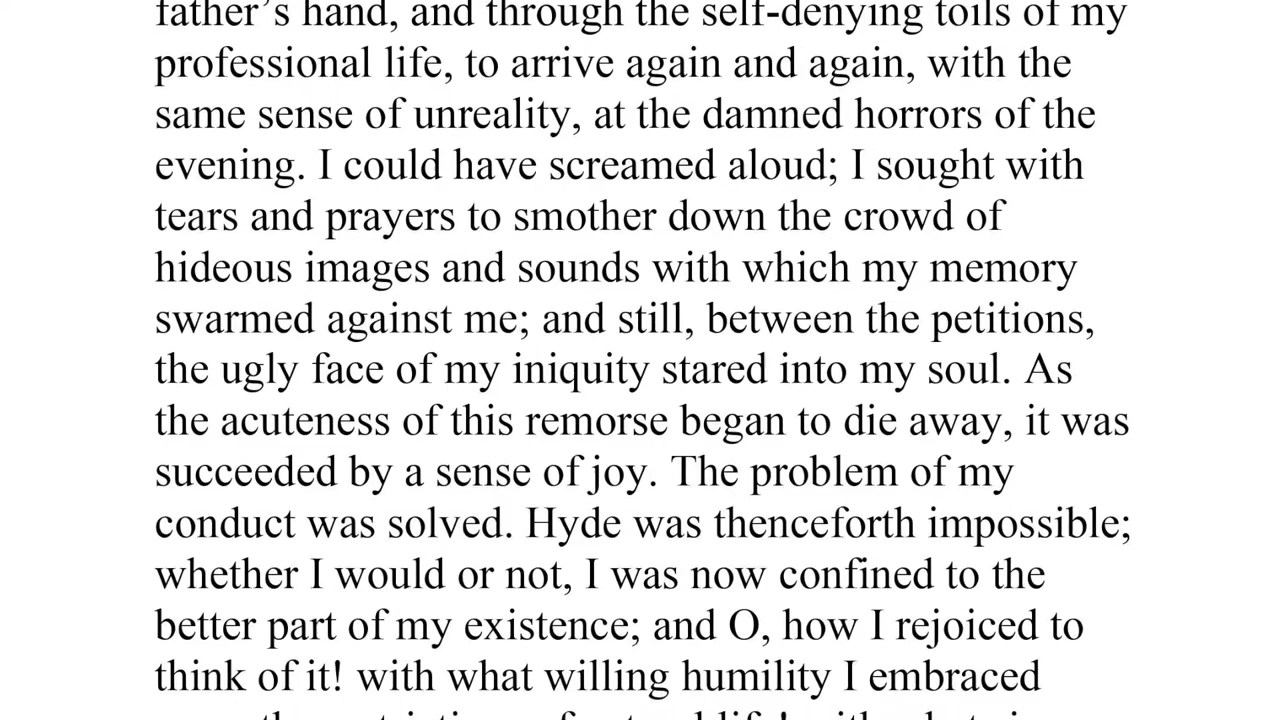 father’s hand, and through the self-denying toils of my
professional life, to arrive again and again, with the
same sense of unreality, at the damned horrors of the
evening. I could have screamed aloud; I sought with
tears and prayers to smother down the crowd of
hideous images and sounds with which my memory
swarmed against me; and still, between the petitions,
the ugly face of my iniquity stared into my soul. As
the acuteness of this remorse began to die away, it was
succeeded by a sense of joy. The problem of my
conduct was solved. Hyde was thenceforth impossible;
whether I would or not, I was now confined to the
better part of my existence; and O, how I rejoiced to
think of it! with what willing humility I embraced